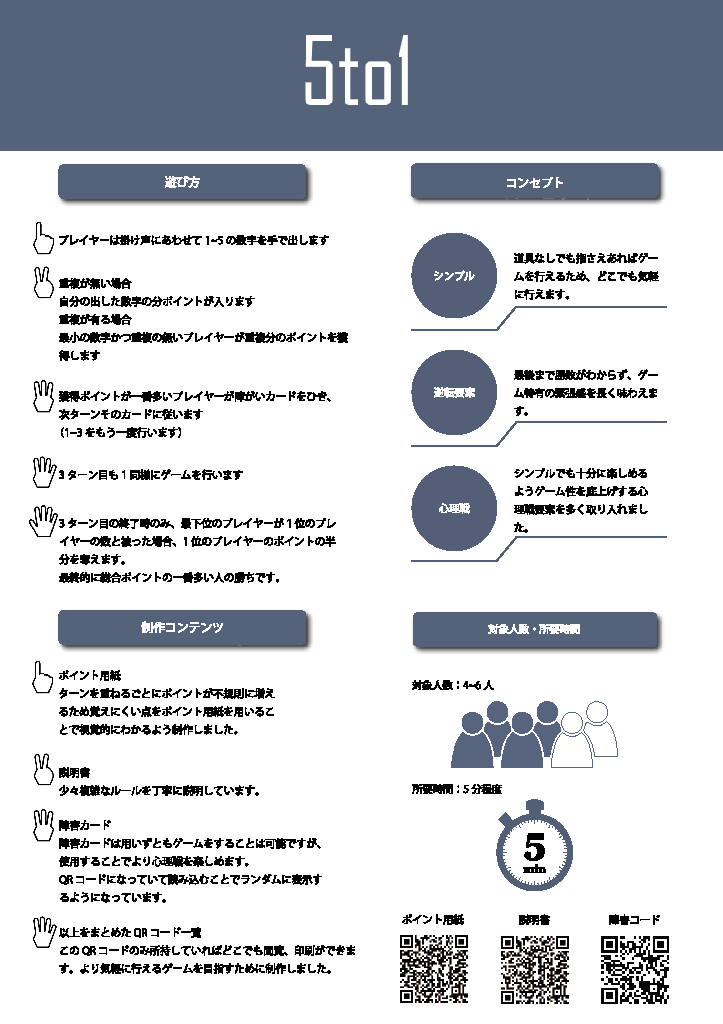 5to1
遊び方
プレイヤーは掛け声にあわせて 1~5 の数字を手で出します
重複が無い場合
自分の出した数字の分ポイントが入ります
重複が有る場合
最小の数字かつ重複の無いプレイヤーが重複分のポイントを獲
得します
獲得ポイントが一番多いプレイヤーが障がいカードをひき、
次ターンそのカードに従います
(1~3 をもう一度行います)
3 ターン目も 1 同様にゲームを行います
3 ターン目の終了時のみ、最下位のプレイヤーが 1 位のプレ
イヤーの数と被った場合、1 位のプレイヤーのポイントの半
分を奪えます。
最終的に総合ポイントの一番多い人の勝ちです。
コンセプト
シンプル
道具なしでも指さえあればゲー
ムを行えるため、どこでも気軽
に行えます。
逆転要素
最後まで勝敗がわからず、ゲー
ム特有の緊張感を長く味わえま
す。
心理戦
シンプルでも十分に楽しめる
ようゲーム性を底上げする心
理戦要素を多く取り入れまし
た。
制作コンテンツ
ポイント用紙
ターンを重ねるごとにポイントが不規則に増え
るため覚えにくい点をポイント用紙を用いるこ
とで視覚的にわかるよう制作しました。
説明書
少々複雑なルールを丁寧に説明しています。
障害カード
障害カードは用いずともゲームをすることは可能ですが、
使用することでより心理戦を楽しめます。
QR コードになっていて読み込むことでランダムに表示す
るようになっています。
以上をまとめた QR コード一覧
この QR コードのみ所持していればどこでも閲覧、印刷ができま
す。より気軽に行えるゲームを目指すために制作しました。
対象人数・所要時間
対象人数：4~6 人
所要時間：5 分程度
5
min
ポイント用紙
説明書
障害コード